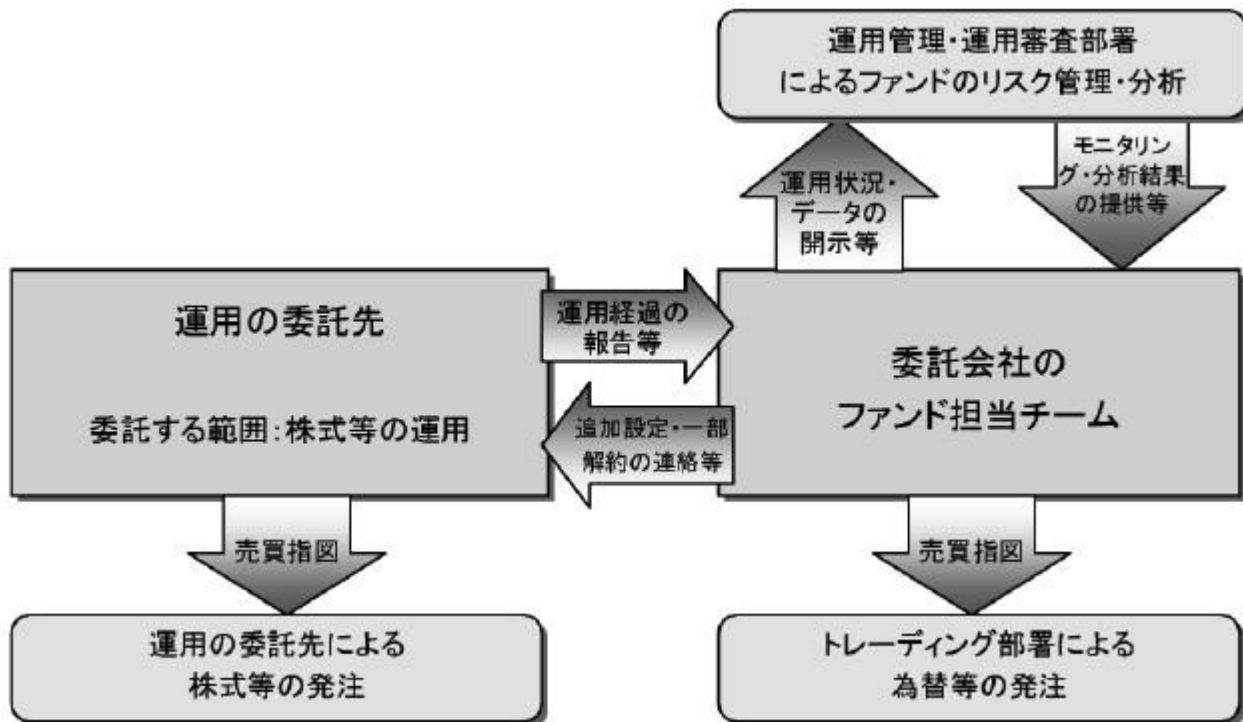 運用管理・運用審査部署
によるファンドのリスク管理・分析
運用状況・
データの
開示等
モニタリン
グ・分析結果
の提供等
運用の委託先
委託する範囲:株式等の運用
運用経過の
報告等
追加設定・一部
解約の連絡等
委託会社の
ファンド担当チーム
売買指図
売買指図
運用の委託先による
株式等の発注
トレーディング部署による
為替等の発注